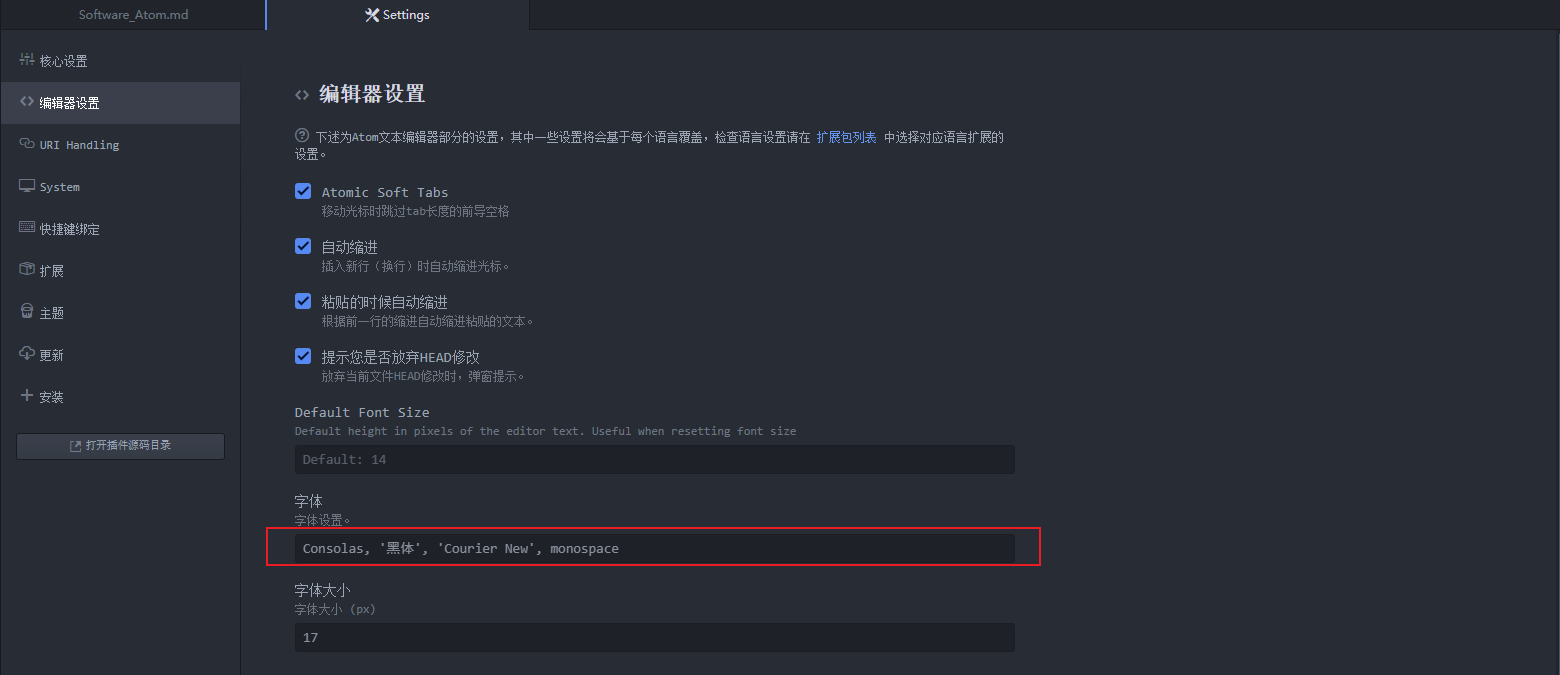 Software_Atom.md
Settings
核心设置
编辑器设置
URI Handling
System
快捷键绑定
扩展
主题
更新
安装
打开插件源码目录
编辑器设置
下述为Atom文本编辑器部分的设置，其中一些设置将会基于每个语言覆盖，检查语言设置请在 扩展包列表 中选择对应语言扩展的
设置。
Atomic Soft Tabs
移动光标时跳过tab长度的前导空格
自动缩进
插入新行（换行）时自动缩进光标。
粘贴的时候自动缩进
根据前一行的缩进自动缩进粘贴的文本。
提示您是否放弃HEAD修改
放弃当前文件HEAD修改时，弹窗提示。
Default Font Size
Default height in pixels of the editor text. Useful when resetting font size
Default: 14
字体
字体设置。
Consolas, '黑体', 'Courier New', monospace
字体大小
字体大小 (px)
17